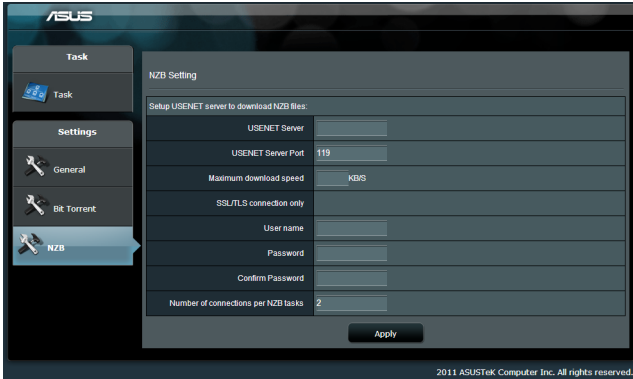 ASUS
Task
Task
Settings
General
Bit Torrent
NZB
NZB Setting
Setup USENET server to download NZB files:
USENET Server
USENET Server Port 119
Maximum download speed KB/S
SSL/TLS connection only
User name
Password
Confirm Password
Number of connections per NZB tasks 2
Apply
2011 ASUSTeK Computer Inc. All rights reserved.